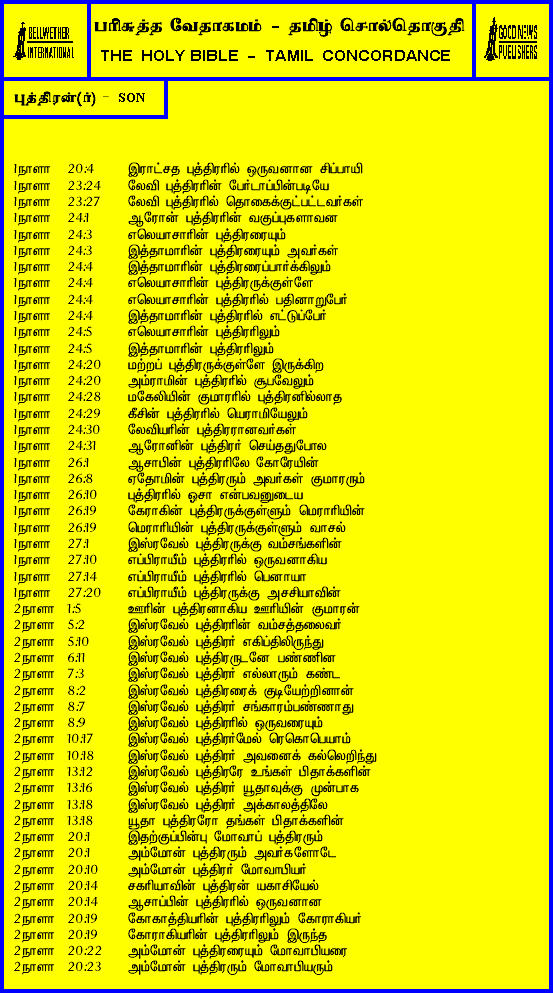 BELLWETHER
INTERNATIONAL
பரிசுத்த வேதாகமம் - தமிழ் சொல்தொகுதி
THE HOLY BIBLE - TAMIL CONCORDANCE
GOOD NEWS
PUBLISHERS
புத்திரன்(ர்) - SON
1நாளா 20:4 இராட்சத புத்திரரில் ஒருவனான சிப்பாயி
1நாளா 23:24 லேவி புத்திரரின் பேர்டாப்பின்படியே
1நாளா 23:27 லேவி புத்திரரில் தொகைக்குட்பட்டவர்கள்
1நாளா 24:1 ஆரோன் புத்திரரின் வகுப்புகளாவன
1நாளா 24:3 எலெயாசாரின் புத்திரரையும்
1நாளா 24:3 இத்தாமாரின் புத்திரரையும் அவர்கள்
1நாளா 24:4 இத்தாமாரின் புத்திரரைப்பார்க்கிலும்
1நாளா 24:4 எலெயாசாரின் புத்திரருக்குள்ளே
1நாளா 24:4 எலெயாசாரின் புத்திரரில் பதினாறுபேர்
1நாளா 24:4 இத்தாமாரின் புத்திரரில் எட்டுப்பேர்
1நாளா 24:5 எலெயாசாரின் புத்திரரிலும்
1நாளா 24:5 இத்தாமாரின் புத்திரரிலும்
1நாளா 24:20 மற்றப் புத்திரருக்குள்ளே இருக்கிற
1நாளா 24:20 அம்ராமின் புத்திரரில் சூபவேலும்
1நாளா 24:28 மகேலியின் குமாரரில் புத்திரனில்லாத
1நாளா 24:29 கீசின் புத்திரரில் யெராமியேலும்
1நாளா 24:30 லேவியரின் புத்திரரானவர்கள்
1நாளா 24:31 ஆரோனின் புத்திரர் செய்ததுபோல
1நாளா 26:1 ஆசாபின் புத்திரரிலே கோரேயின்
1நாளா 26:8 ஏதோமின் புத்திரரும் அவர்கள் குமாரரும்
1நாளா 26:10 புத்திரரில் ஓசா என்பவனுடைய
1நாளா 26:19 கேராகின் புத்திரருக்குள்ளும் மெராரியின்
1நாளா 26:19 மெராரியின் புத்திரருக்குள்ளும் வாசல்
1நாளா 27:1 இஸ்ரவேல் புத்திரருக்கு வம்சங்களின்
1நாளா 27:10 எப்பிராயீம் புத்திரரில் ஒருவனாகிய
1நாளா 27:14 எப்பிராயீம் புத்திரரில் பெனாயா
1நாளா 27:20 எப்பிராயீம் புத்திரருக்கு அசசியாவின்
2நாளா 1:5 ஊரின் புத்திரனாகிய ஊரியின் குமாரன்
2நாளா 5:2 இஸ்ரவேல் புத்திரரின் வம்சத்தலைவர்
2நாளா 5:10 இஸ்ரவேல் புத்திரர் எகிப்திலிருந்து
2நாளா 6:11 இஸ்ரவேல் புத்திரருடனே பண்ணின
2நாளா 7:3 இஸ்ரவேல் புத்திரர் எல்லாரும் கண்ட
2நாளா 8:2 இஸ்ரவேல் புத்திரரைக் குடியேற்றினான்
2நாளா 8:7 இஸ்ரவேல் புத்திரர் சங்காரம்பண்ணாது
2நாளா 8:9 இஸ்ரவேல் புத்திரரில் ஒருவரையும்
2நாளா 10:17 இஸ்ரவேல் புத்திரர்மேல் ரெகொபெயாம்
2நாளா 10:18 இஸ்ரவேல் புத்திரர் அவனைக் கல்லெறிந்து
2நாளா 13:12 இஸ்ரவேல் புத்திரரே உங்கள் பிதாக்களின்
2நாளா 13:16 இஸ்ரவேல் புத்திரர் யூதாவுக்கு முன்பாக
2நாளா 13:18 இஸ்ரவேல் புத்திரர் அக்காலத்திலே
2நாளா 13:18 யூதா புத்திரரோ தங்கள் பிதாக்களின்
2நாளா 20:1 இதற்குப்பின்பு மோவாப் புத்திரரும்
2நாளா 20:1 அம்மோன் புத்திரரும் அவர்களோடே
2நாளா 20:10 அம்மோன் புத்திரர் மோவாபியர்
2நாளா 20:14 சகரியாவின் புத்திரன் யகாசியேல்
2நாளா 20:14 ஆசாப்பின் புத்திரரில் ஒருவனான
2நாளா 20:19 கோகாத்தியரின் புத்திரரிலும் கோராகியர்
2நாளா 20:19 கோராகியரின் புத்திரரிலும் இருந்த
2நாளா 20:22 அம்மோன் புத்திரரையும் மோவாபியரை
2நாளா 20:23 அம்மோன் புத்திரரும் மோவாபியரும்